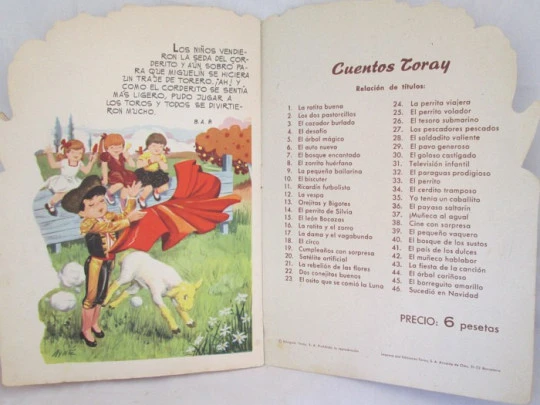 LOS NIÑOS VENDIE-
RON LA SEDA DEL COR-
DERITO Y AÚN SOBRÓ PA-
RA QUE MIGUELIN SE HICIERA
UN TRAJE DE TORERO. ¡AH! Y
COMO EL CORDERITO SE SENTÍA
MÁS LIGERO, PUDO JUGAR A
LOS TOROS Y TODOS SE DIVIRTIE-
RON MUCHO.
Cuentos Toray
Relación de títulos:
1. La ratita buena
2. Los dos pastorcillos
3. El cazador burlado
4. El desafío
5. El árbol mágico
6. El auto nuevo
7. El bosque encantado
8. El zorrito huérfano
9. La pequeña bailarina
10. El biscuter
11. Ricardín futbolista
12. La vespa
13. Orejitas y Bigotes
14. El perrito de Silvia
15. El león Bocazas
16. La ratita y el zorro
17. La dama y el vagabundo
18. El circo
19. Cumpleaños con sorpresa
20. Satélite artificial
21. La rebelión de las flores
22. Dos conejitos buenos
23. El osito que se comió la Luna
24. La perrita viajera
25. El perrito volador
26. El tesoro submarino
27. Los pescadores pescados
28. El soldadito valiente
29. El pavo generoso
30. El goloso castigado
31. Televisión infantil
32. El paraguas prodigioso
33. El perrito
34. El cerdito tramposo
35. Ya tenía un caballito
36. El payaso saltarín
37. ¡Muñeca al agua!
38. Cine con sorpresa
39. El pequeño vaquero
40. El bosque de los sustos
41. El país de los dulces
42. El muñeco hablador
43. La fiesta de la canción
44. El árbol cariñoso
45. El borreguito amarillo
46. Sucedió en Navidad
PRECIO: 6 pesetas